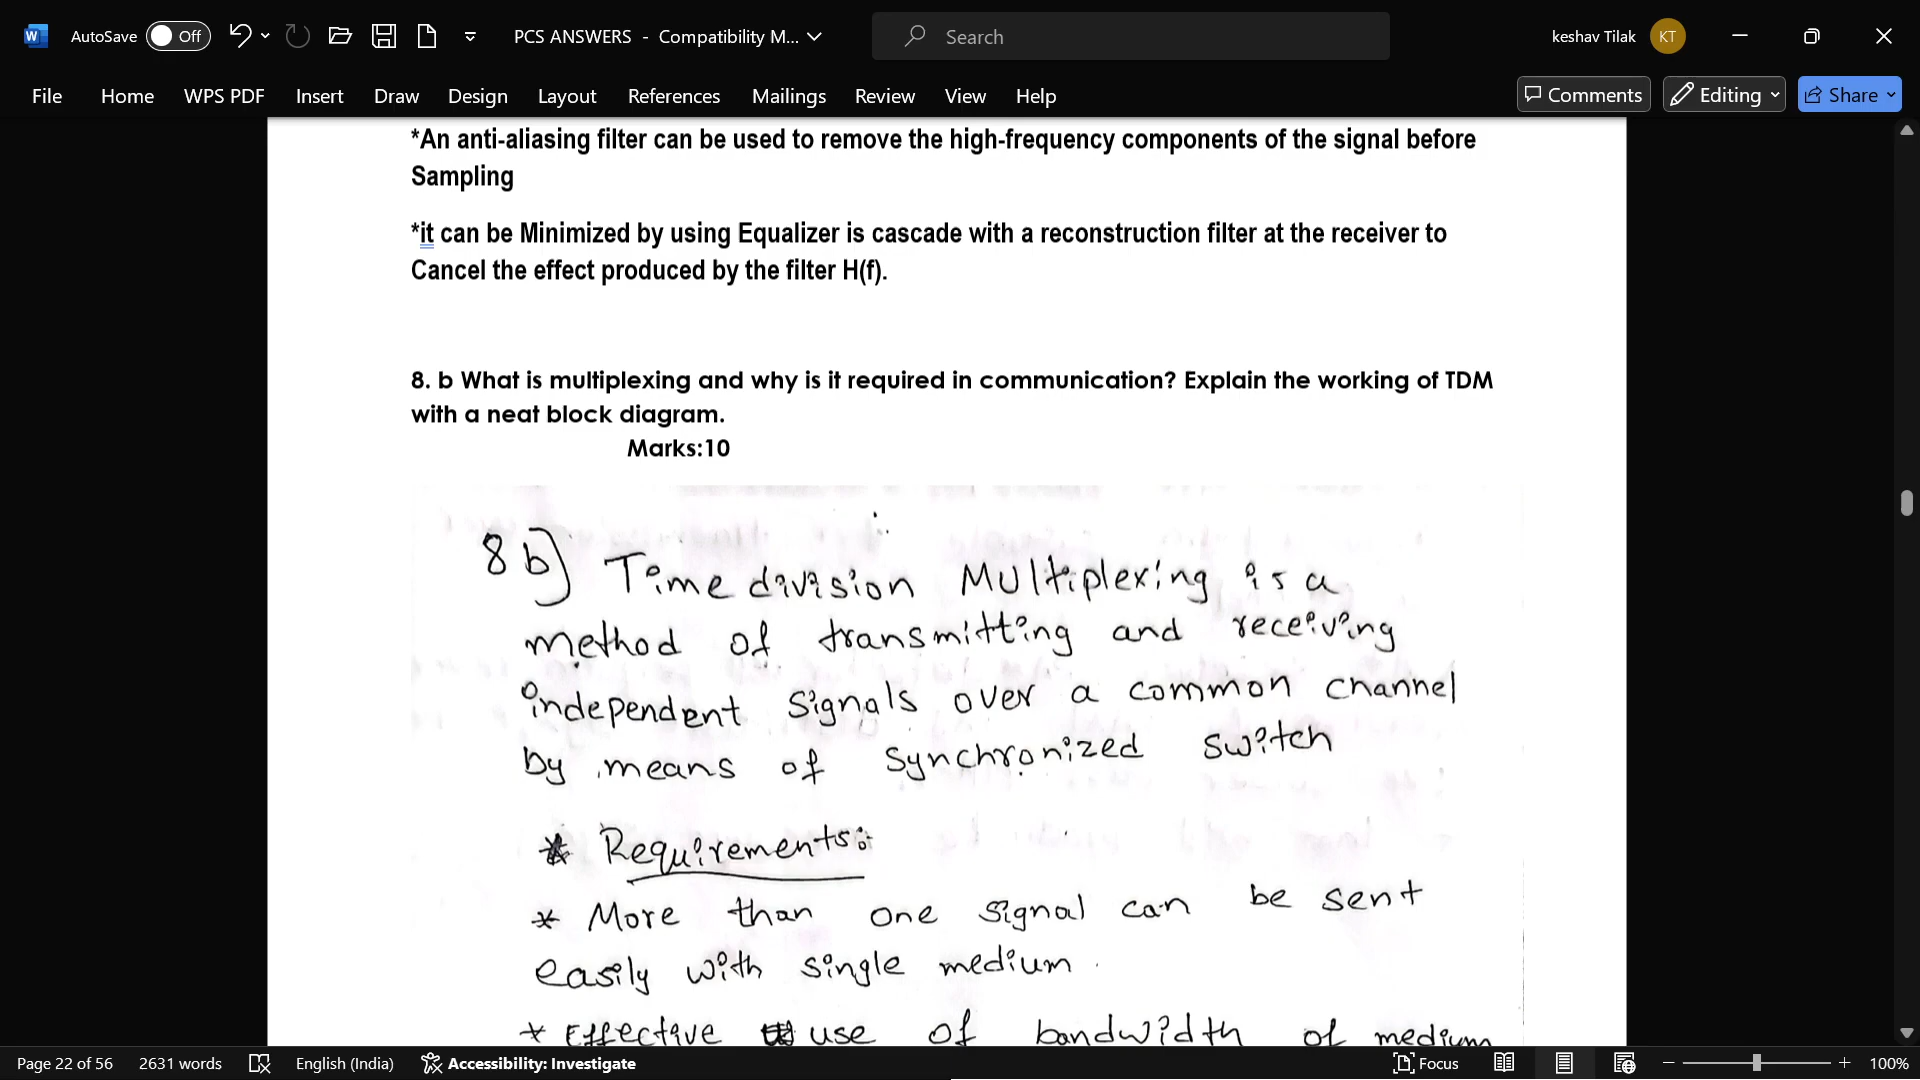 AutoSave Off PCS ANSWERS - Compatibility M... Search keshav Tilak KT
File Home WPS PDF Insert Draw Design Layout References Mailings Review View Help Comments Editing Share
*An anti-aliasing filter can be used to remove the high-frequency components of the signal before
Sampling
*it can be Minimized by using Equalizer is cascade with a reconstruction filter at the receiver to
Cancel the effect produced by the filter H(f).
8. b What is multiplexing and why is it required in communication? Explain the working of TDM
with a neat block diagram.
Marks:10
8 b) Time division Multiplexing is a
method of transmitting and receiving
independent signals over a common channel
by means of synchronized switch
* Requirements:
* More than one signal can be sent
easily with single medium.
* Effective use of bandwidth of medium
Page 22 of 56 2631 words English (India) Accessibility: Investigate Focus 100%